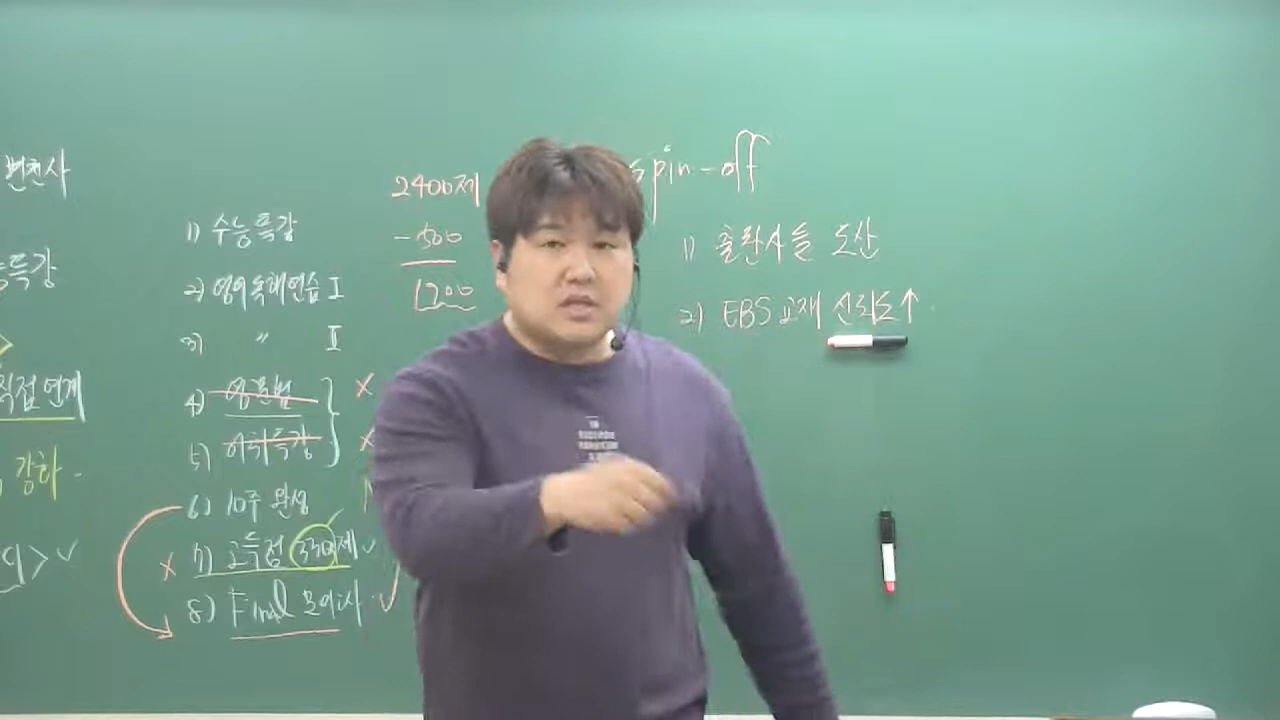 변천사
능특강
직접 연계
강화
1) 수능특강
2) 영어독해연습 I
3) 〃 II
4) 영문법 } X
5) 어휘특강 X
6) 10주 완성
X 7) 고득점 330제 ✓
8) Final 모의고사 ✓
2400제
-500
1200
spin-off
1) 출판사들 도산
2) EBS 교재 신뢰도↑